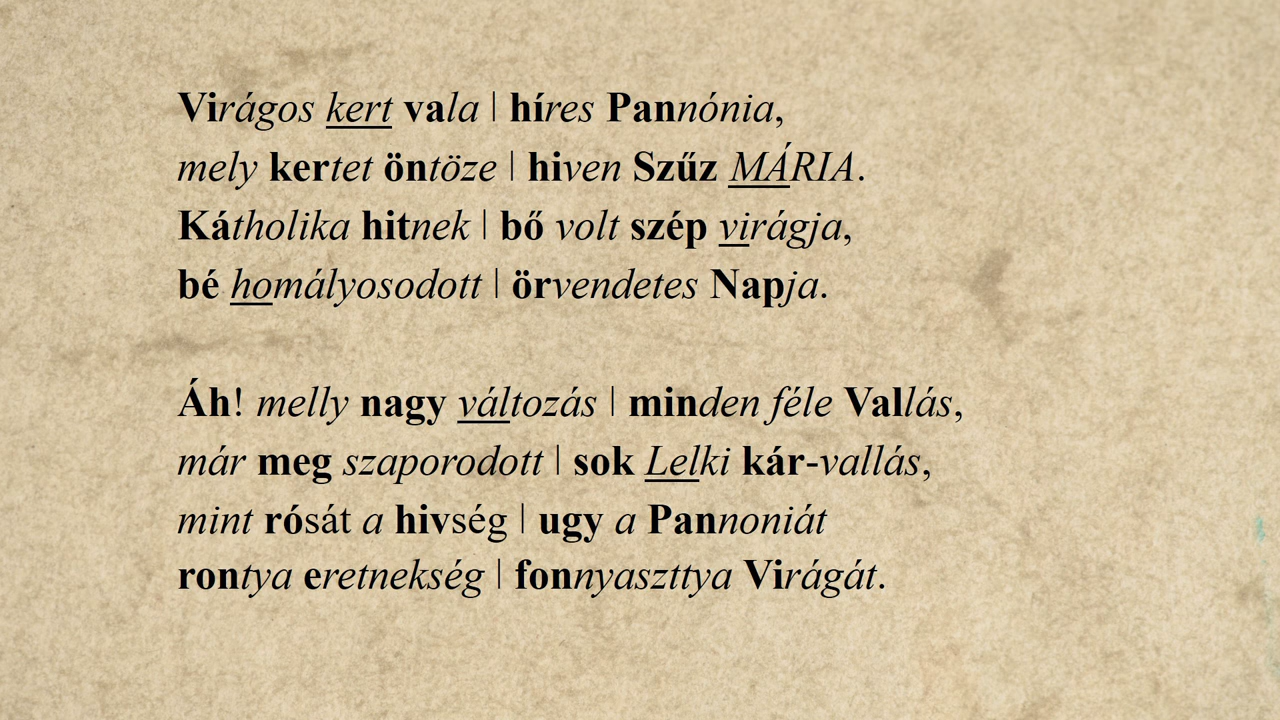 Virágos kert vala | híres Pannónia,
mely kertet öntöze | hiven Szűz MÁRIA.
Kátholika hitnek | bő volt szép virágja,
bé homályosodott | örvendetes Napja.
Áh! melly nagy változás | minden féle Vallás,
már meg szaporodott | sok Lelki kár-vallás,
mint rósát a hivség | ugy a Pannoniát
rontya eretnekség | fonnyaszttya Virágát.